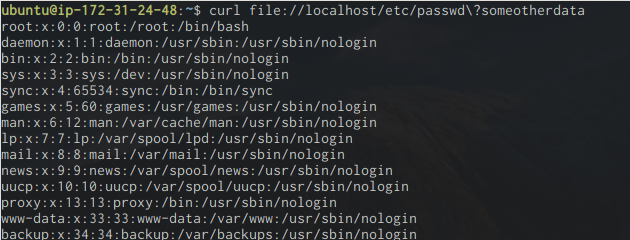 ubuntu@ip-172-31-24-48:~$ curl file://localhost/etc/passwd\?someotherdata
root:x:0:0:root:/root:/bin/bash
daemon:x:1:1:daemon:/usr/sbin:/usr/sbin/nologin
bin:x:2:2:bin:/bin:/usr/sbin/nologin
sys:x:3:3:sys:/dev:/usr/sbin/nologin
sync:x:4:65534:sync:/bin:/bin/sync
games:x:5:60:games:/usr/games:/usr/sbin/nologin
man:x:6:12:man:/var/cache/man:/usr/sbin/nologin
lp:x:7:7:lp:/var/spool/lpd:/usr/sbin/nologin
mail:x:8:8:mail:/var/mail:/usr/sbin/nologin
news:x:9:9:news:/var/spool/news:/usr/sbin/nologin
uucp:x:10:10:uucp:/var/spool/uucp:/usr/sbin/nologin
proxy:x:13:13:proxy:/bin:/usr/sbin/nologin
www-data:x:33:33:www-data:/var/www:/usr/sbin/nologin
backup:x:34:34:backup:/var/backups:/usr/sbin/nologin